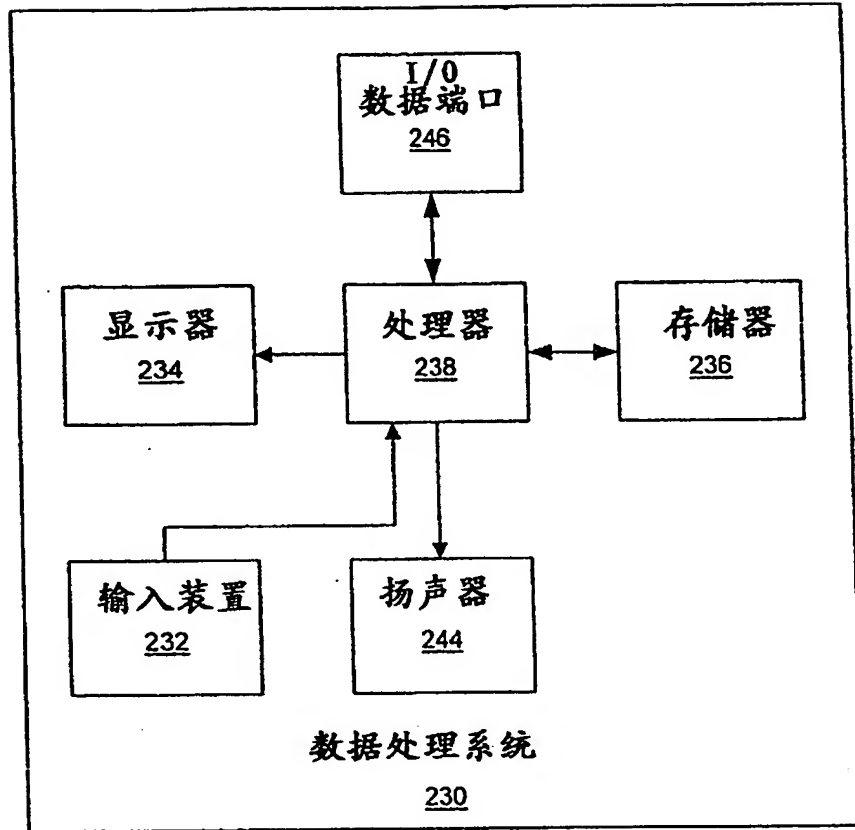 I/O
数据端口
246
显示器
234
处理器
238
存储器
236
输入装置
232
扬声器
244
数据处理系统
230